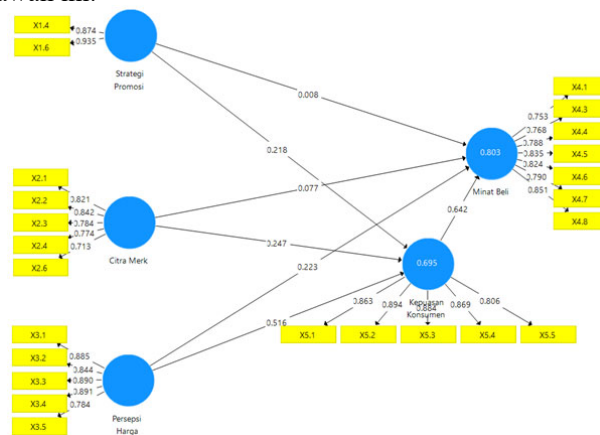 X1.4
0.874
X1.6
0.935
Strategi
Promosi
0.008
0.218
X2.1
X2.2
X2.3
X2.4
X2.6
0.821
0.842
0.784
0.774
0.713
Citra Merk
0.077
0.247
0.223
0.516
X3.1
X3.2
X3.3
X3.4
X3.5
0.885
0.844
0.890
0.891
0.784
Persepsi
Harga
0.803
Minat Beli
0.642
0.753
0.768
0.788
0.835
0.824
0.790
0.851
X4.1
X4.3
X4.4
X4.5
X4.6
X4.7
X4.8
0.695
Kepuasan
Konsumen
0.863
0.894
0.884
0.869
0.806
X5.1
X5.2
X5.3
X5.4
X5.5